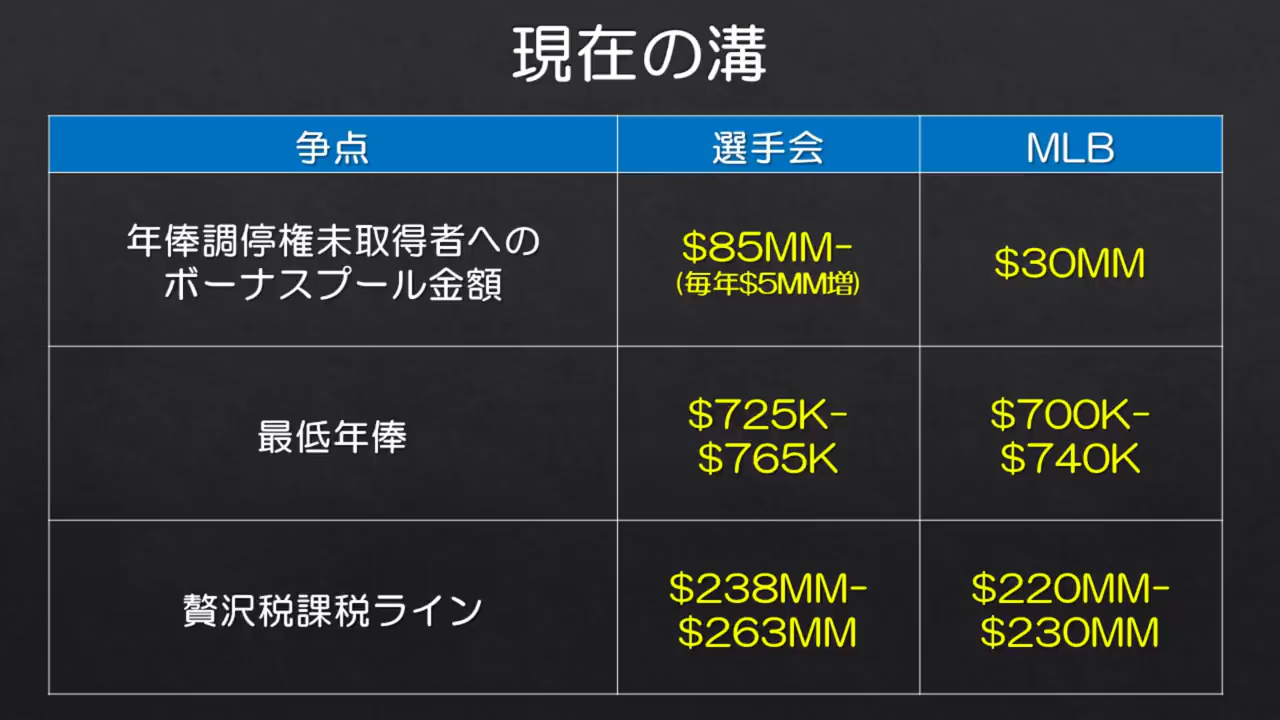 現在の溝
争点
選手会
MLB
年俸調停権未取得者への
ボーナスプール金額
$85MM-
(毎年$5MM増)
$30MM
最低年俸
$725K-
$765K
$700K-
$740K
贅沢税課税ライン
$238MM-
$263MM
$220MM-
$230MM